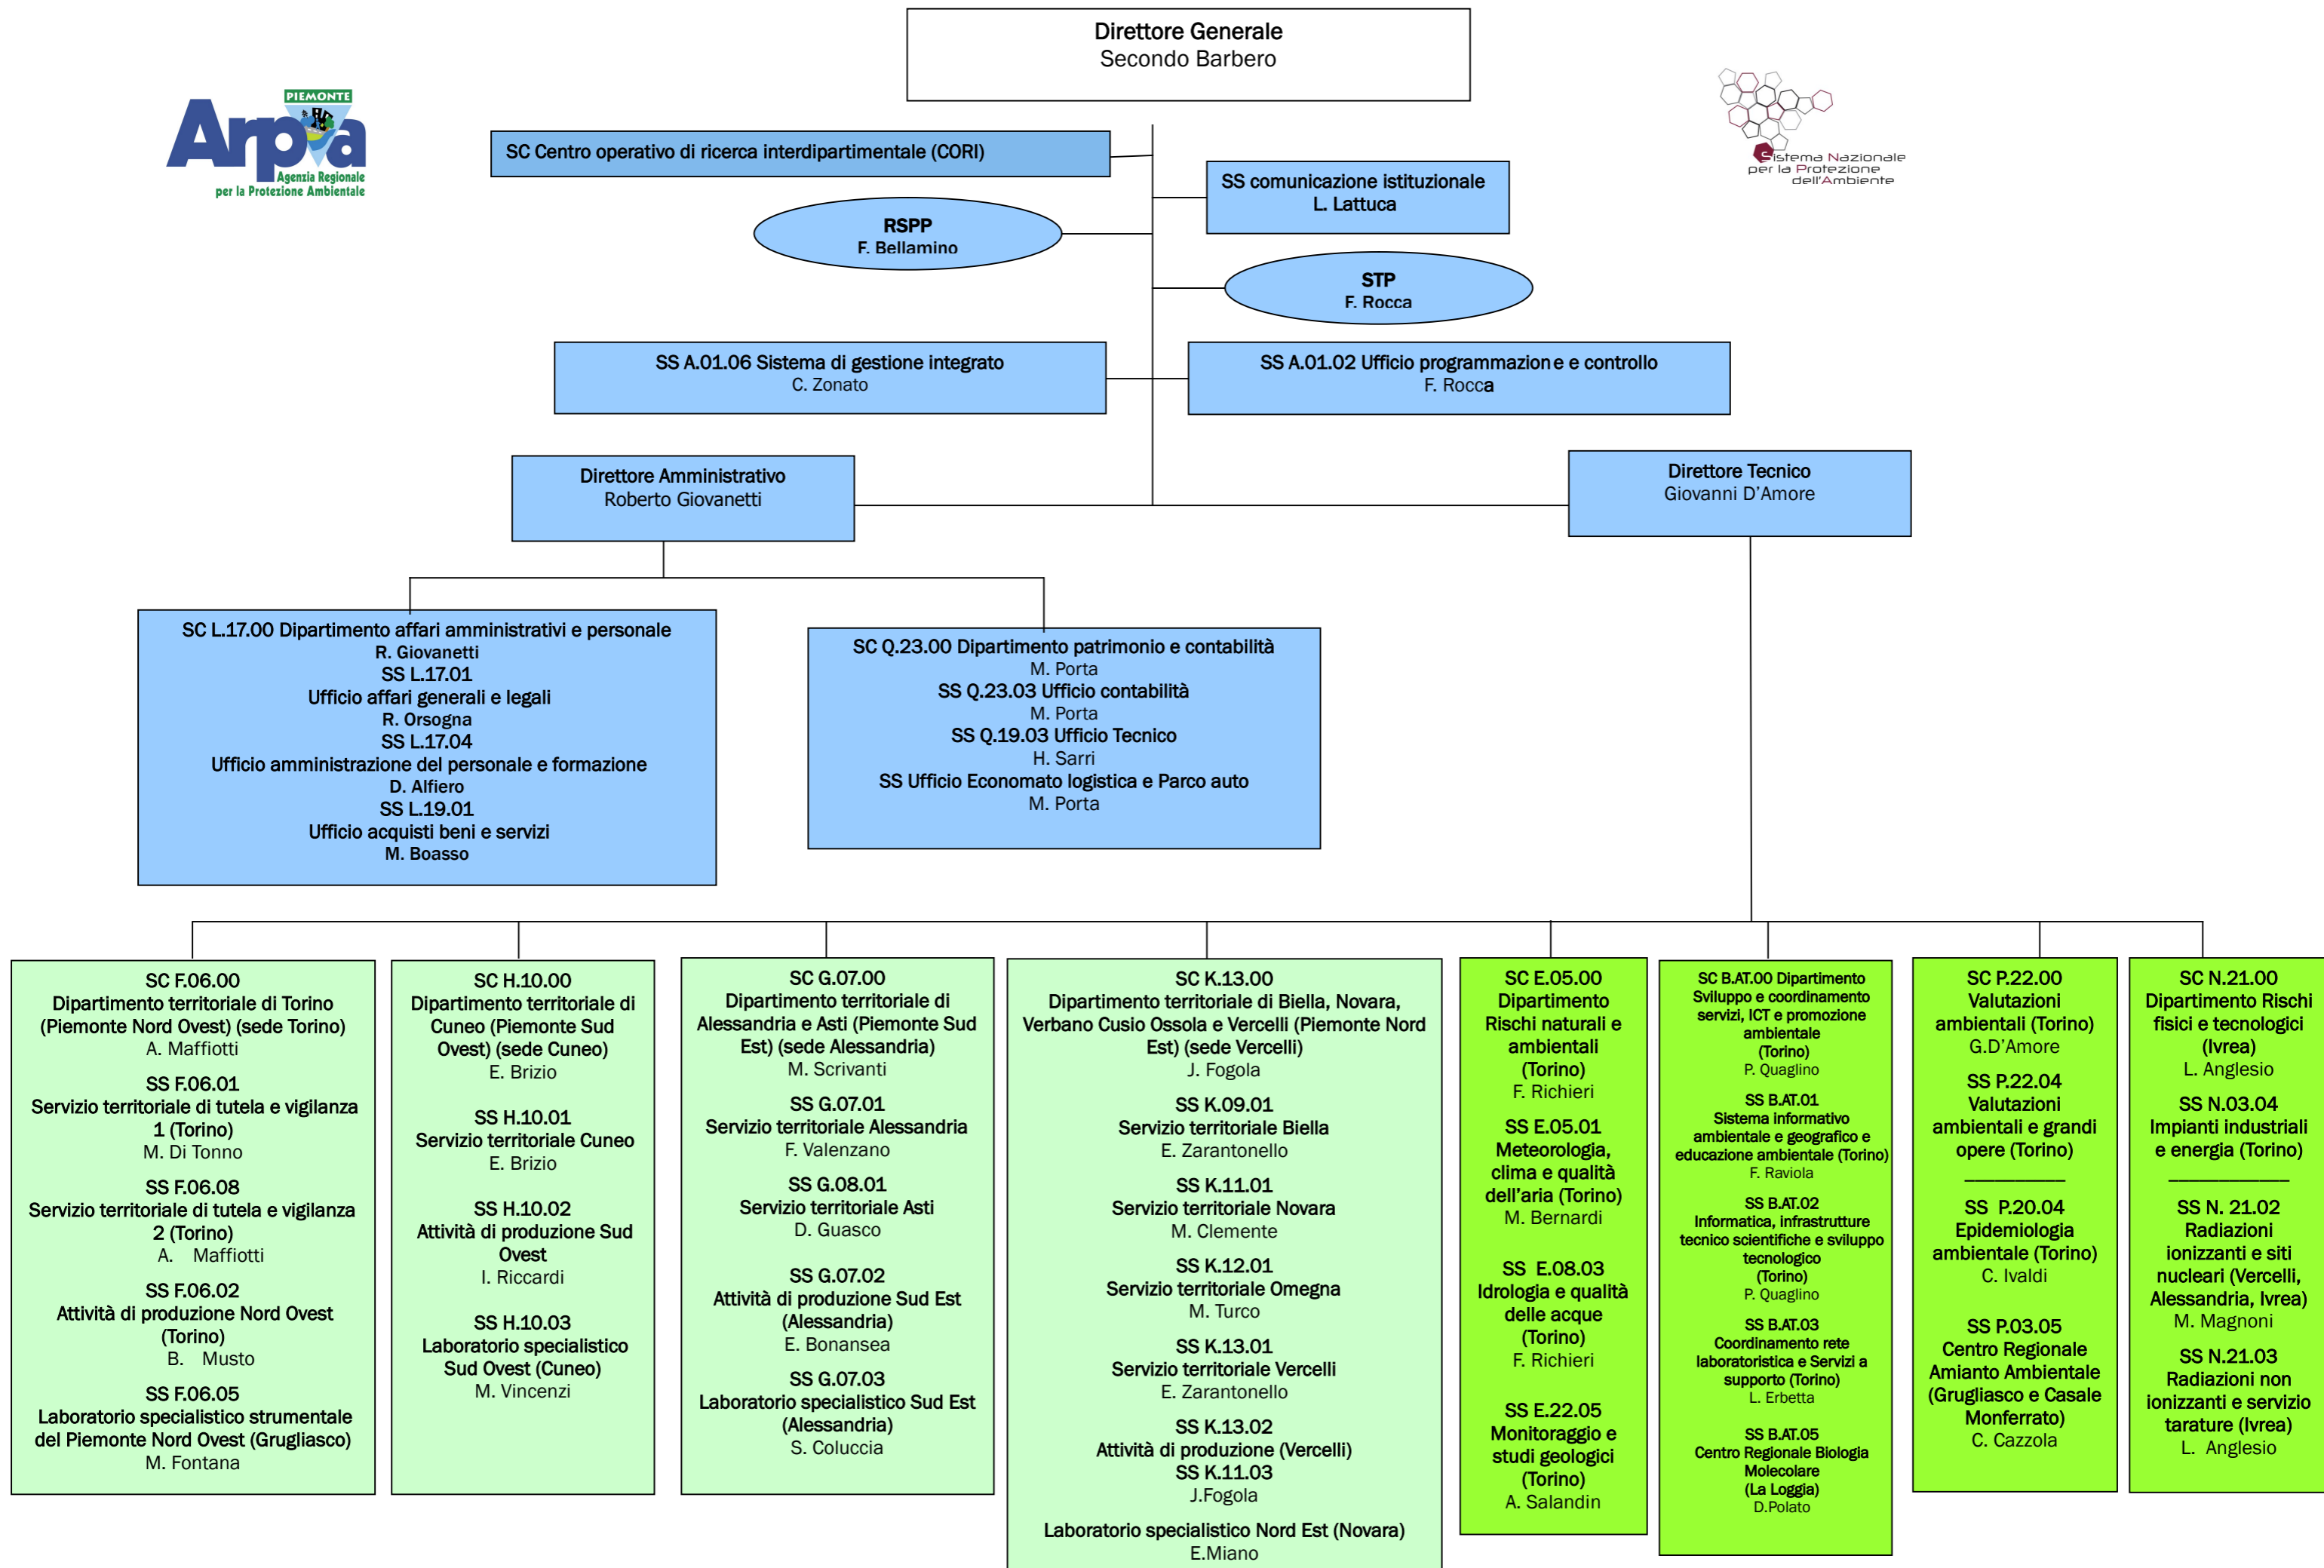 Direttore Generale
Secondo Barbero
PIEMONTE
Arpa
Agenzia Regionale
per la Protezione Ambientale
Sistema Nazionale
per la Protezione
dell'Ambiente
SC Centro operativo di ricerca interdipartimentale (CORI)
SS comunicazione istituzionale
L. Lattuca
RSPP
F. Bellamino
STP
F. Rocca
SS A.01.06 Sistema di gestione integrato
C. Zonato
SS A.01.02 Ufficio programmazione e controllo
F. Rocca
Direttore Amministrativo
Roberto Giovanetti
Direttore Tecnico
Giovanni D'Amore
SC L.17.00 Dipartimento affari amministrativi e personale
R. Giovanetti
SS L.17.01
Ufficio affari generali e legali
R. Orsogna
SS L.17.04
Ufficio amministrazione del personale e formazione
D. Alfiero
SS L.19.01
Ufficio acquisti beni e servizi
M. Boasso
SC Q.23.00 Dipartimento patrimonio e contabilità
M. Porta
SS Q.23.03 Ufficio contabilità
M. Porta
SS Q.19.03 Ufficio Tecnico
H. Sarri
SS Ufficio Economato logistica e Parco auto
M. Porta
SC F.06.00
Dipartimento territoriale di Torino
(Piemonte Nord Ovest) (sede Torino)
A. Maffiotti
SS F.06.01
Servizio territoriale di tutela e vigilanza
1 (Torino)
M. Di Tonno
SS F.06.08
Servizio territoriale di tutela e vigilanza
2 (Torino)
A. Maffiotti
SS F.06.02
Attività di produzione Nord Ovest
(Torino)
B. Musto
SS F.06.05
Laboratorio specialistico strumentale
del Piemonte Nord Ovest (Grugliasco)
M. Fontana
SC H.10.00
Dipartimento territoriale di
Cuneo (Piemonte Sud
Ovest) (sede Cuneo)
E. Brizio
SS H.10.01
Servizio territoriale Cuneo
E. Brizio
SS H.10.02
Attività di produzione Sud
Ovest
I. Riccardi
SS H.10.03
Laboratorio specialistico
Sud Ovest (Cuneo)
M. Vincenzi
SC G.07.00
Dipartimento territoriale di
Alessandria e Asti (Piemonte Sud
Est) (sede Alessandria)
M. Scrivanti
SS G.07.01
Servizio territoriale Alessandria
F. Valenzano
SS G.08.01
Servizio territoriale Asti
D. Guasco
SS G.07.02
Attività di produzione Sud Est
(Alessandria)
E. Bonansea
SS G.07.03
Laboratorio specialistico Sud Est
(Alessandria)
S. Coluccia
SC K.13.00
Dipartimento territoriale di Biella, Novara,
Verbano Cusio Ossola e Vercelli (Piemonte Nord
Est) (sede Vercelli)
J. Fogola
SS K.09.01
Servizio territoriale Biella
E. Zarantonello
SS K.11.01
Servizio territoriale Novara
M. Clemente
SS K.12.01
Servizio territoriale Omegna
M. Turco
SS K.13.01
Servizio territoriale Vercelli
E. Zarantonello
SS K.13.02
Attività di produzione (Vercelli)
SS K.11.03
J.Fogola
Laboratorio specialistico Nord Est (Novara)
E.Miano
SC E.05.00
Dipartimento
Rischi naturali e
ambientali
(Torino)
F. Richieri
SS E.05.01
Meteorologia,
clima e qualità
dell'aria (Torino)
M. Bernardi
SS E.08.03
Idrologia e qualità
delle acque
(Torino)
F. Richieri
SS E.22.05
Monitoraggio e
studi geologici
(Torino)
A. Salandin
SC B.AT.00 Dipartimento
Sviluppo e coordinamento
servizi, ICT e promozione
ambientale
(Torino)
P. Quaglino
SS B.AT.01
Sistema informativo
ambientale e geografico e
educazione ambientale (Torino)
F. Raviola
SS B.AT.02
Informatica, infrastrutture
tecnico scientifiche e sviluppo
tecnologico
(Torino)
P. Quaglino
SS B.AT.03
Coordinamento rete
laboratoristica e Servizi a
supporto (Torino)
L. Erbetta
SS B.AT.05
Centro Regionale Biologia
Molecolare
(La Loggia)
D.Polato
SC P.22.00
Valutazioni
ambientali (Torino)
G.D'Amore
SS P.22.04
Valutazioni
ambientali e grandi
opere (Torino)
__________
SS P.20.04
Epidemiologia
ambientale (Torino)
C. Ivaldi
SS P.03.05
Centro Regionale
Amianto Ambientale
(Grugliasco e Casale
Monferrato)
C. Cazzola
SC N.21.00
Dipartimento Rischi
fisici e tecnologici
(Ivrea)
L. Anglesio
SS N.03.04
Impianti industriali
e energia (Torino)
____________
SS N. 21.02
Radiazioni
ionizzanti e siti
nucleari (Vercelli,
Alessandria, Ivrea)
M. Magnoni
SS N.21.03
Radiazioni non
ionizzanti e servizio
tarature (Ivrea)
L. Anglesio